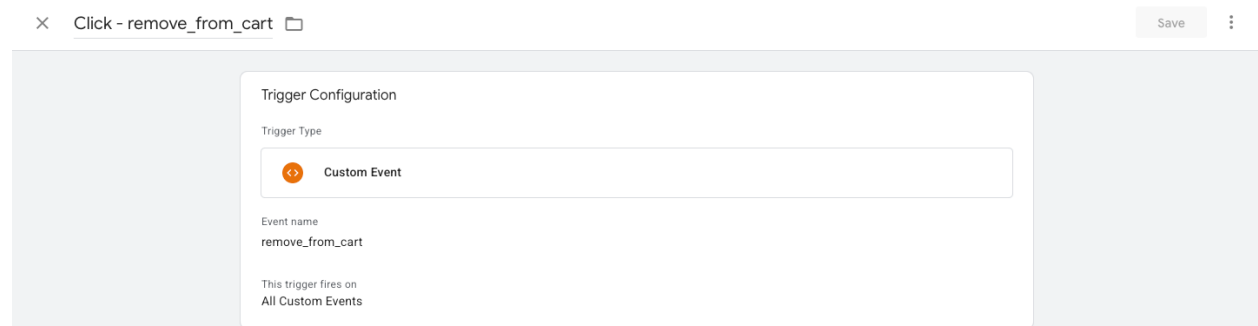 Click - remove_from_cart
Save
Trigger Configuration
Trigger Type
Custom Event
Event name
remove_from_cart
This trigger fires on
All Custom Events